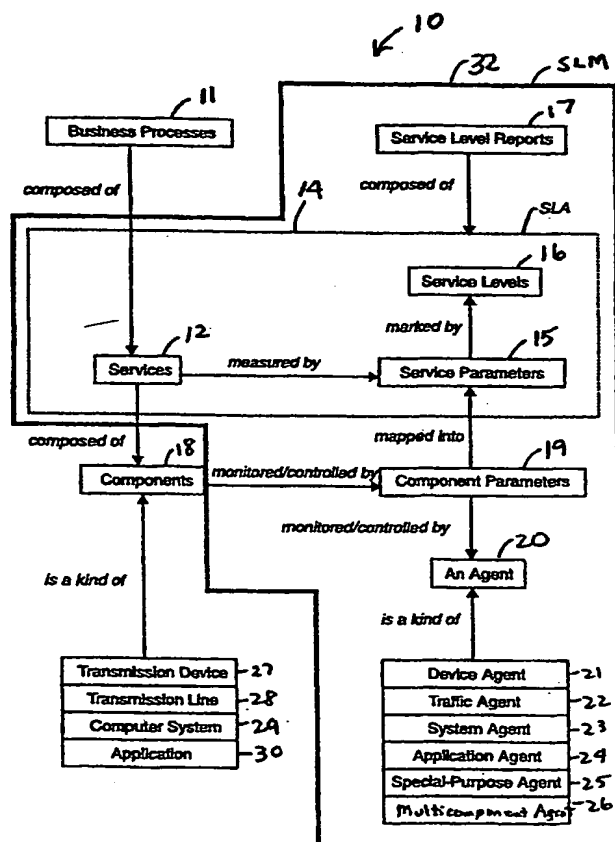 10
32 SLM
11
Business Processes
17
Service Level Reports
composed of
composed of
14
SLA
16
Service Levels
marked by
12
15
Services
measured by
Service Parameters
composed of
mapped into
18
19
Components
monitored/controlled by
Component Parameters
monitored/controlled by
20
An Agent
is a kind of
is a kind of
Transmission Device 27
Transmission Line 28
Computer System 29
Application 30
Device Agent 21
Traffic Agent 22
System Agent 23
Application Agent 24
Special-Purpose Agent 25
Multicomponent Agent 26